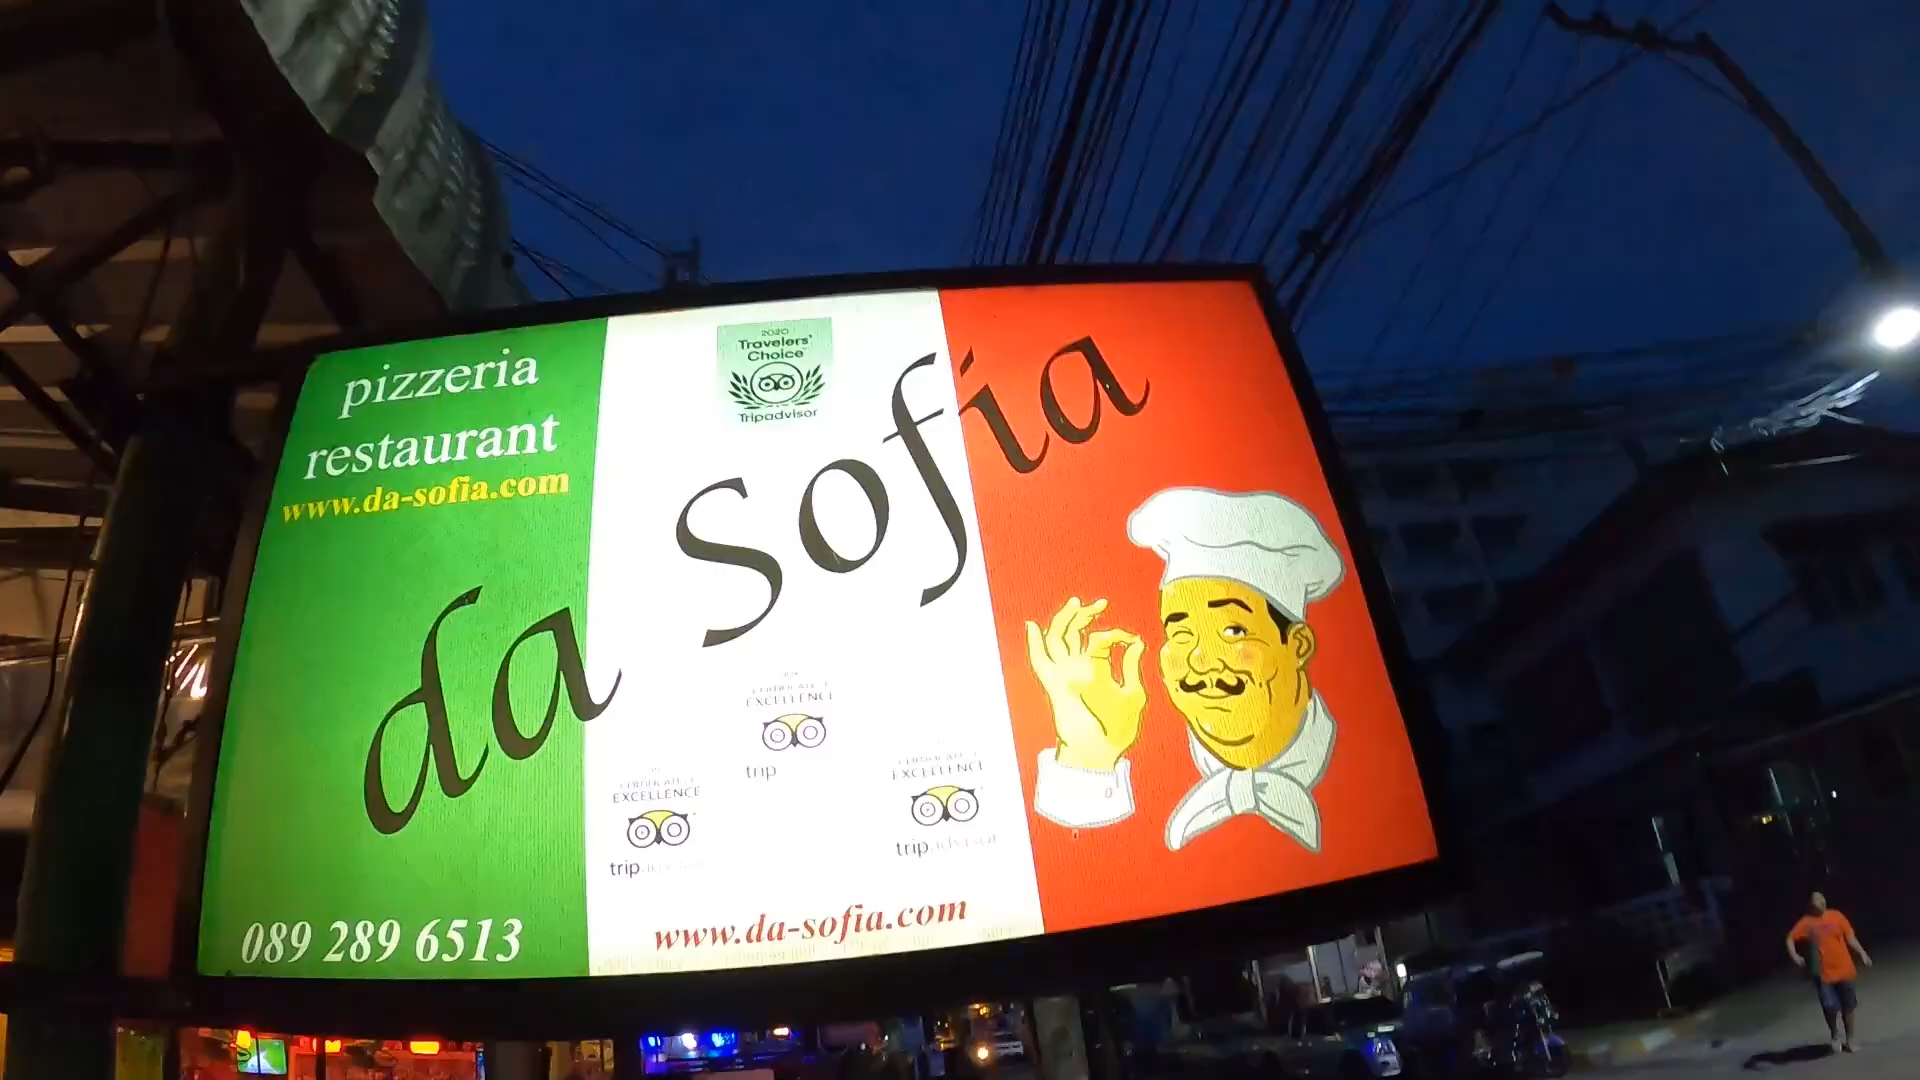 pizzeria
restaurant
www.da-sofia.com
2020
Travelers'
Choice
Tripadvisor
da Sofia
EXCELLENCE
trip
EXCELLENCE
trip
EXCELLENCE
tripadvisor
089 289 6513
www.da-sofia.com